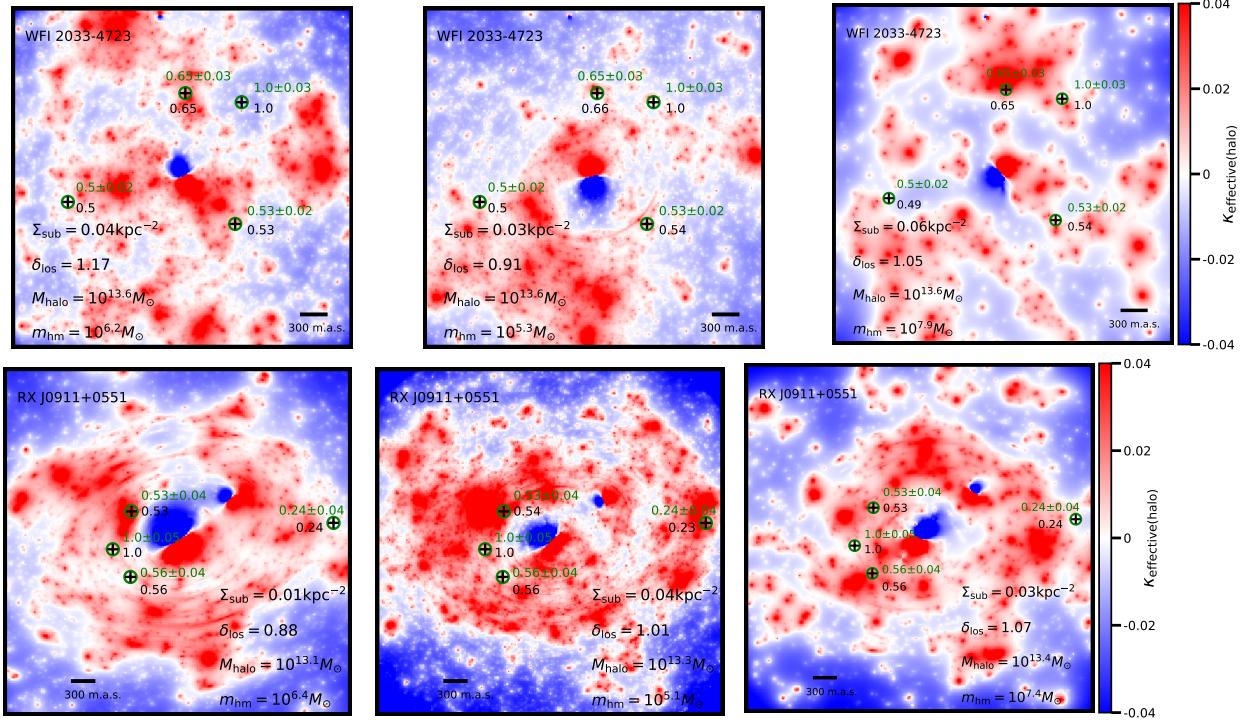 WFI 2033-4723
0.65±0.03
1.0±0.03
0.65
1.0
0.5±0.02
0.5
0.53±0.02
0.53
Σsub = 0.04kpc⁻²
δlos = 1.17
Mhalo = 10^13.6 M⊙
300 m.a.s.
mhm = 10^6.2 M⊙
WFI 2033-4723
0.65±0.03
1.0±0.03
0.66
1.0
0.5±0.02
0.5
0.53±0.02
0.54
Σsub = 0.03kpc⁻²
δlos = 0.91
Mhalo = 10^13.6 M⊙
300 m.a.s.
mhm = 10^5.3 M⊙
WFI 2033-4723
0.65±0.03
1.0±0.03
0.65
1.0
0.5±0.02
0.49
0.53±0.02
0.54
Σsub = 0.06kpc⁻²
δlos = 1.05
Mhalo = 10^13.6 M⊙
300 m.a.s.
mhm = 10^7.9 M⊙
0.04
0.02
0
-0.02
-0.04
κeffective(halo)
RX J0911+0551
0.53±0.04
0.53
0.24±0.04
0.24
1.0±0.05
1.0
0.56±0.04
0.56
Σsub = 0.01kpc⁻²
δlos = 0.88
Mhalo = 10^13.1 M⊙
300 m.a.s.
mhm = 10^6.4 M⊙
RX J0911+0551
0.53±0.04
0.54
0.24±0.04
0.23
1.0±0.05
1.0
0.56±0.04
0.56
Σsub = 0.04kpc⁻²
δlos = 1.01
Mhalo = 10^13.3 M⊙
300 m.a.s.
mhm = 10^5.1 M⊙
RX J0911+0551
0.53±0.04
0.53
0.24±0.04
0.24
1.0±0.05
1.0
0.56±0.04
0.56
Σsub = 0.03kpc⁻²
δlos = 1.07
Mhalo = 10^13.4 M⊙
300 m.a.s.
mhm = 10^7.4 M⊙
0.04
0.02
0
-0.02
-0.04
κeffective(halo)